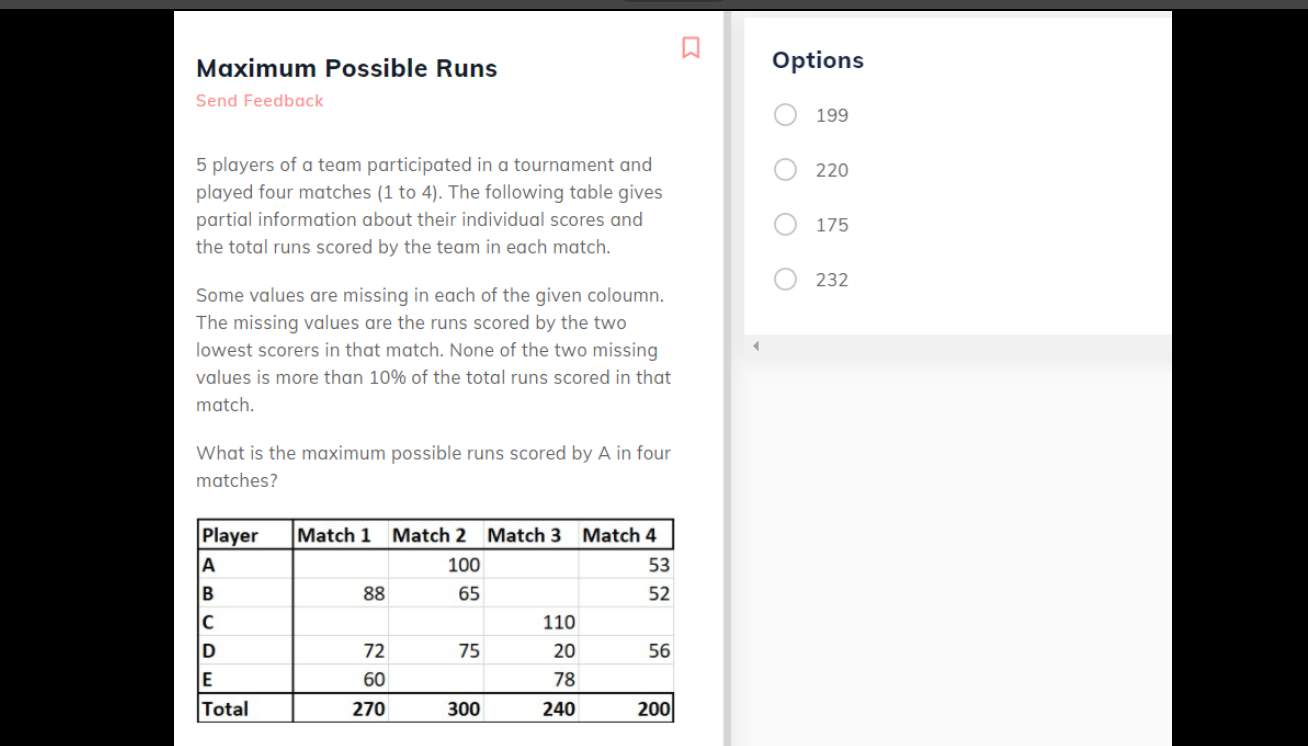 Maximum Possible Runs
Send Feedback
5 players of a team participated in a tournament and
played four matches (1 to 4). The following table gives
partial information about their individual scores and
the total runs scored by the team in each match.
Some values are missing in each of the given coloumn.
The missing values are the runs scored by the two
lowest scorers in that match. None of the two missing
values is more than 10% of the total runs scored in that
match.
What is the maximum possible runs scored by A in four
matches?
Player Match 1 Match 2 Match 3 Match 4
A 100 53
B 88 65 52
C 110
D 72 75 20 56
E 60 78
Total 270 300 240 200
Options
199
220
175
232